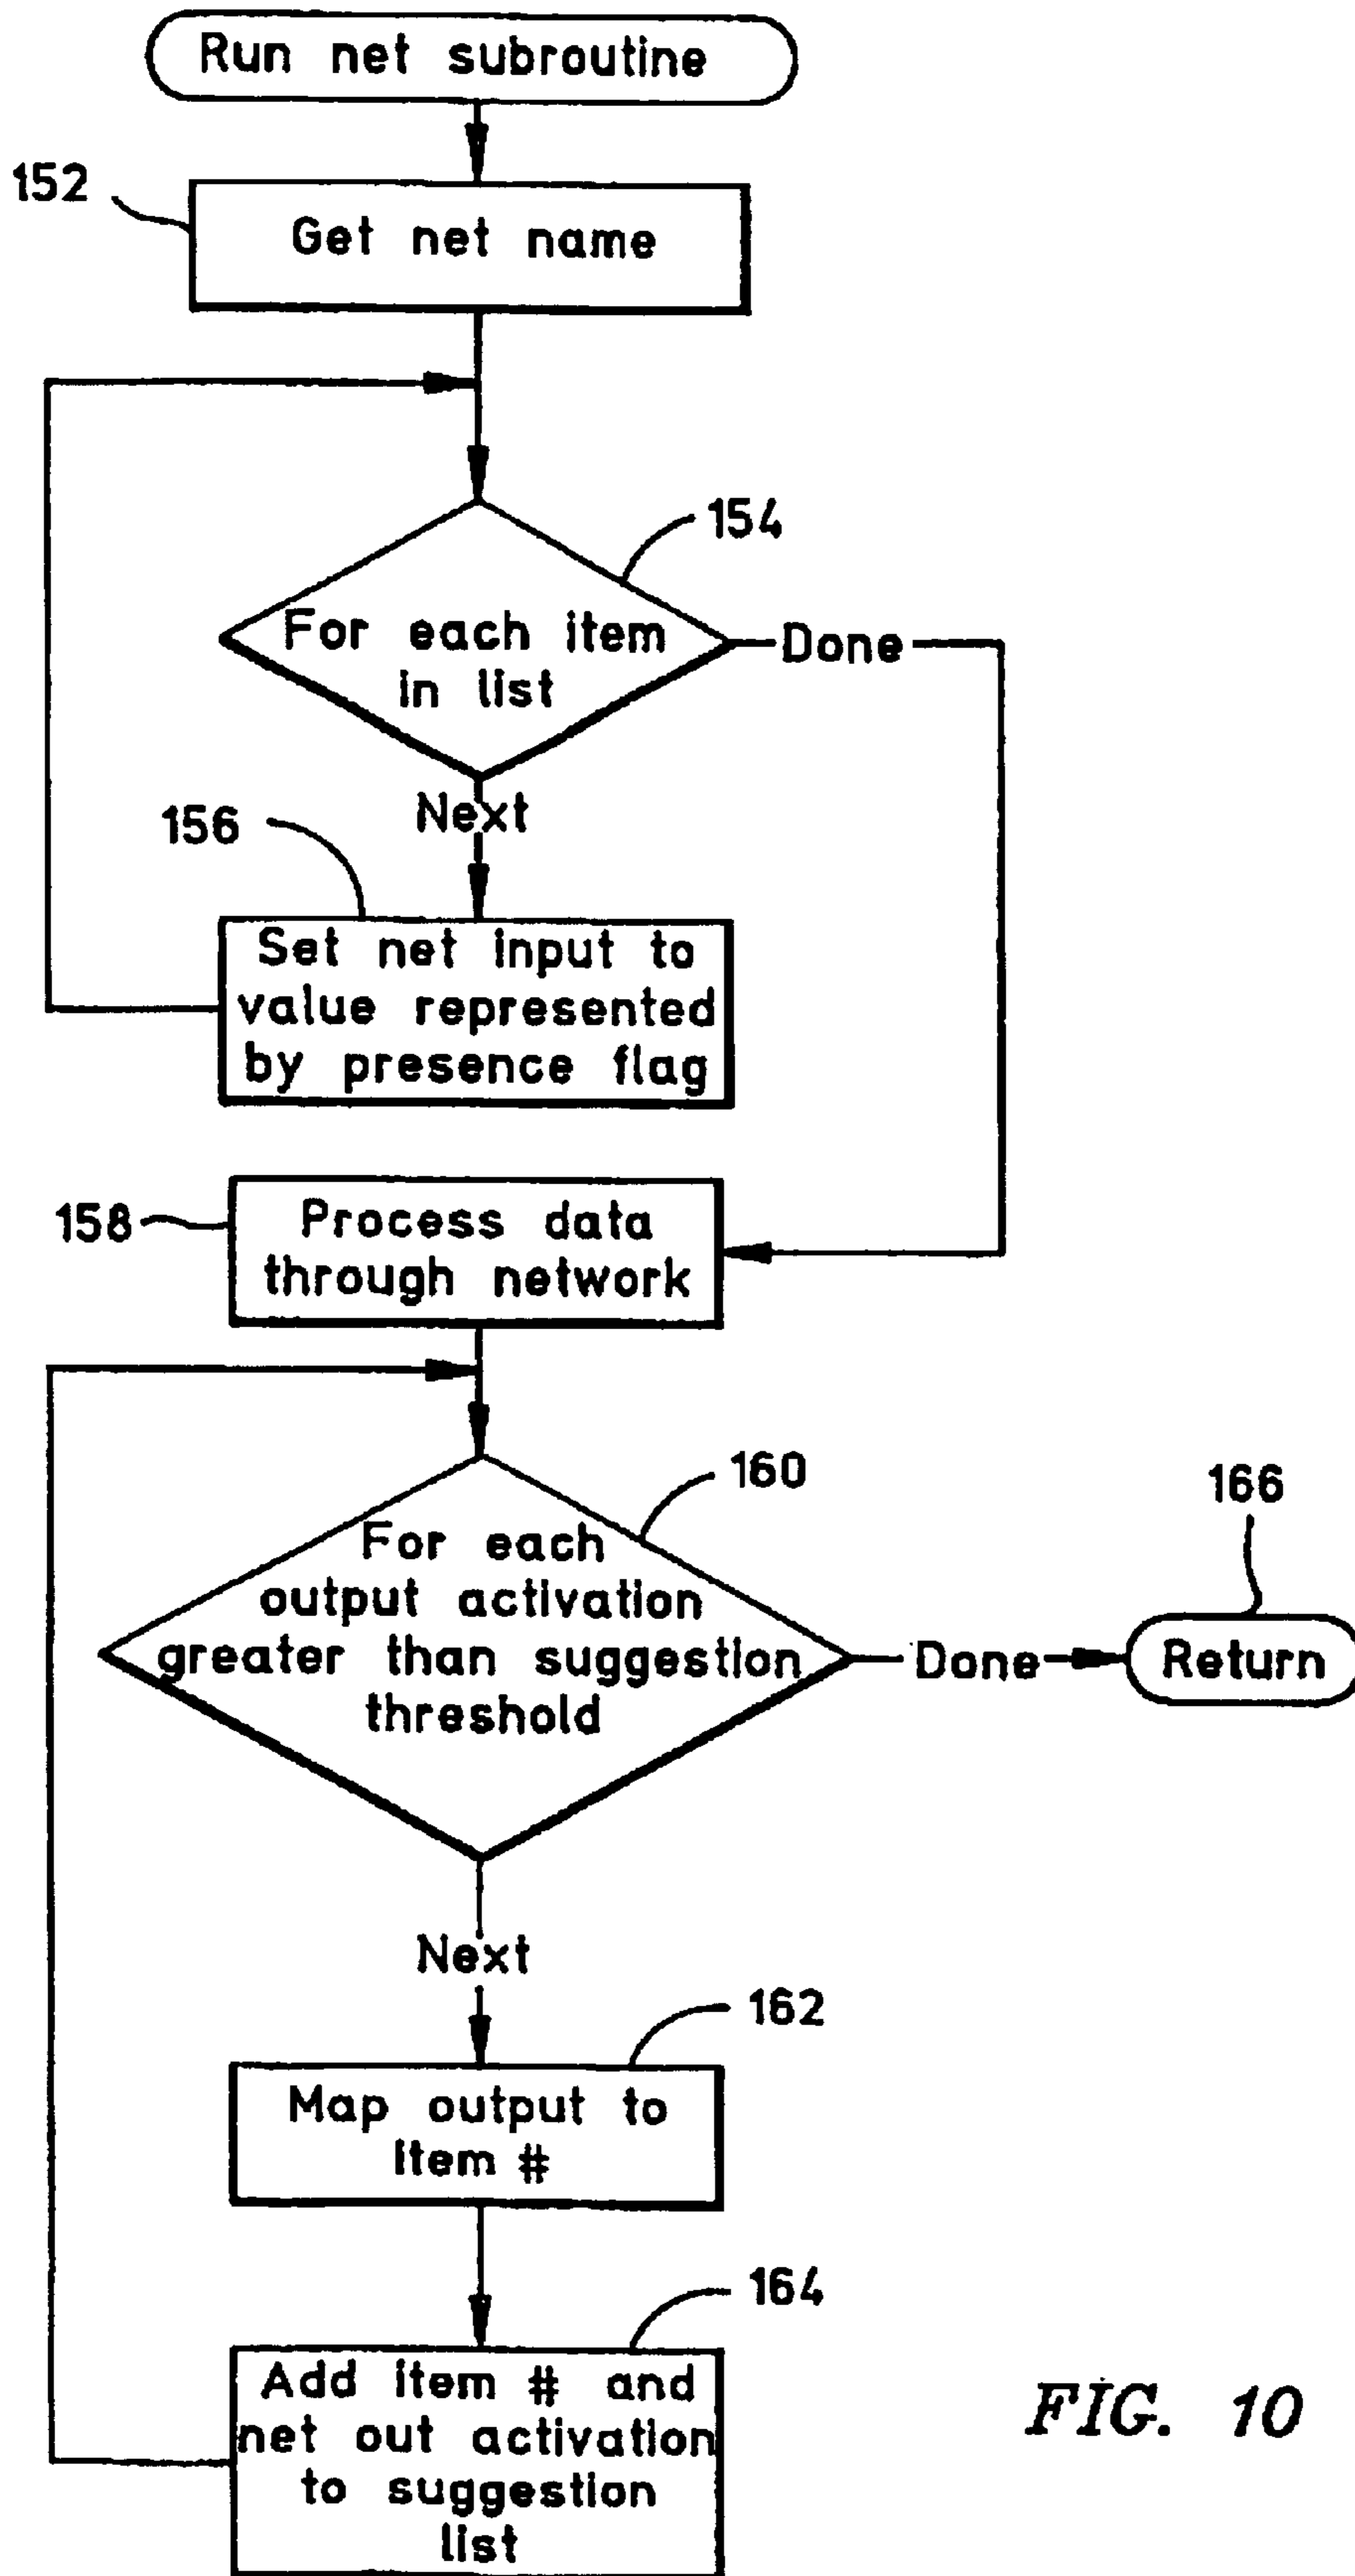 Run net subroutine
152
Get net name
154
For each item
in list
Done
Next
156
Set net input to
value represented
by presence flag
158
Process data
through network
160
For each
output activation
greater than suggestion
threshold
Done
166
Return
Next
162
Map output to
item #
164
Add item # and
net out activation
to suggestion
list
FIG. 10